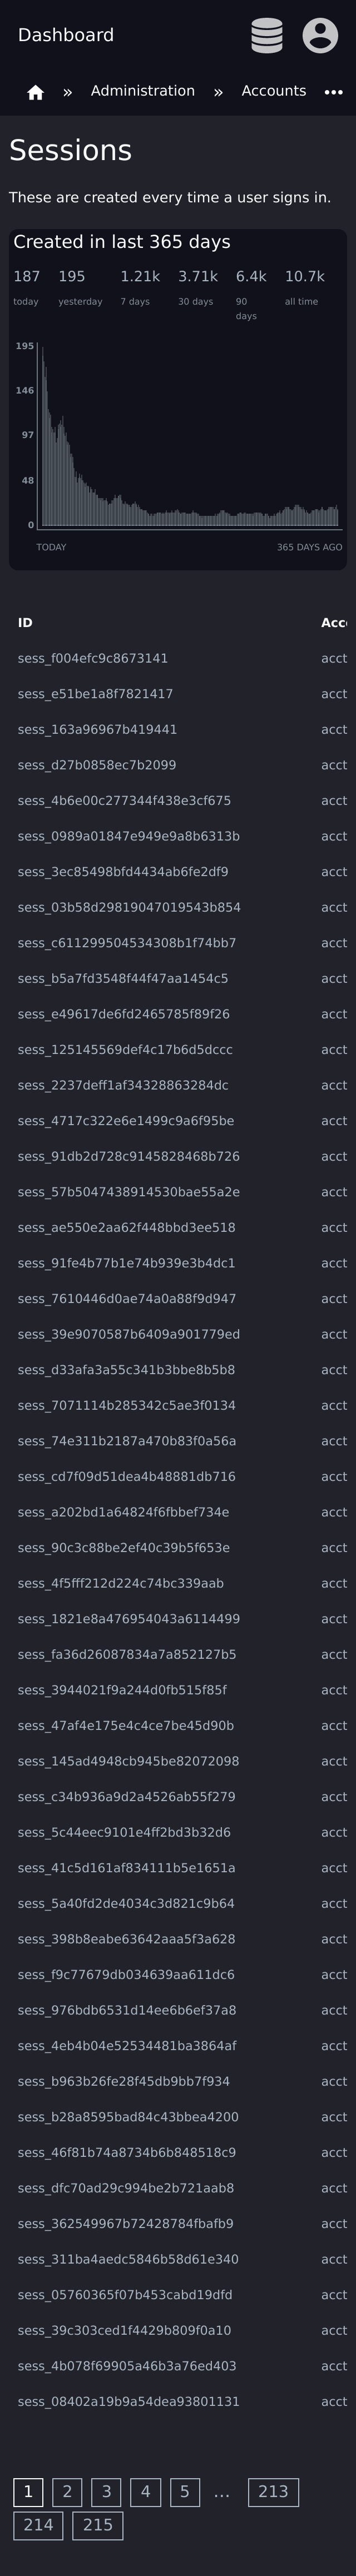 Dashboard
» Administration » Accounts •••
Sessions
These are created every time a user signs in.
Created in last 365 days
187 195 1.21k 3.71k 6.4k 10.7k
today yesterday 7 days 30 days 90 days all time
195
146
97
48
0
TODAY 365 DAYS AGO
ID Acc
sess_f004efc9c8673141 acct
sess_e51be1a8f7821417 acct
sess_163a96967b419441 acct
sess_d27b0858ec7b2099 acct
sess_4b6e00c277344f438e3cf675 acct
sess_0989a01847e949e9a8b6313b acct
sess_3ec85498bfd4434ab6fe2df9 acct
sess_03b58d29819047019543b854 acct
sess_c611299504534308b1f74bb7 acct
sess_b5a7fd3548f44f47aa1454c5 acct
sess_e49617de6fd2465785f89f26 acct
sess_125145569def4c17b6d5dccc acct
sess_2237deff1af34328863284dc acct
sess_4717c322e6e1499c9a6f95be acct
sess_91db2d728c9145828468b726 acct
sess_57b5047438914530bae55a2e acct
sess_ae550e2aa62f448bbd3ee518 acct
sess_91fe4b77b1e74b939e3b4dc1 acct
sess_7610446d0ae74a0a88f9d947 acct
sess_39e9070587b6409a901779ed acct
sess_d33afa3a55c341b3bbe8b5b8 acct
sess_7071114b285342c5ae3f0134 acct
sess_74e311b2187a470b83f0a56a acct
sess_cd7f09d51dea4b48881db716 acct
sess_a202bd1a64824f6fbbef734e acct
sess_90c3c88be2ef40c39b5f653e acct
sess_4f5fff212d224c74bc339aab acct
sess_1821e8a476954043a6114499 acct
sess_fa36d26087834a7a852127b5 acct
sess_3944021f9a244d0fb515f85f acct
sess_47af4e175e4c4ce7be45d90b acct
sess_145ad4948cb945be82072098 acct
sess_c34b936a9d2a4526ab55f279 acct
sess_5c44eec9101e4ff2bd3b32d6 acct
sess_41c5d161af834111b5e1651a acct
sess_5a40fd2de4034c3d821c9b64 acct
sess_398b8eabe63642aaa5f3a628 acct
sess_f9c77679db034639aa611dc6 acct
sess_976bdb6531d14ee6b6ef37a8 acct
sess_4eb4b04e52534481ba3864af acct
sess_b963b26fe28f45db9bb7f934 acct
sess_b28a8595bad84c43bbea4200 acct
sess_46f81b74a8734b6b848518c9 acct
sess_dfc70ad29c994be2b721aab8 acct
sess_362549967b72428784fbafb9 acct
sess_311ba4aedc5846b58d61e340 acct
sess_05760365f07b453cabd19dfd acct
sess_39c303ced1f4429b809f0a10 acct
sess_4b078f69905a46b3a76ed403 acct
sess_08402a19b9a54dea93801131 acct
1 2 3 4 5 … 213
214 215